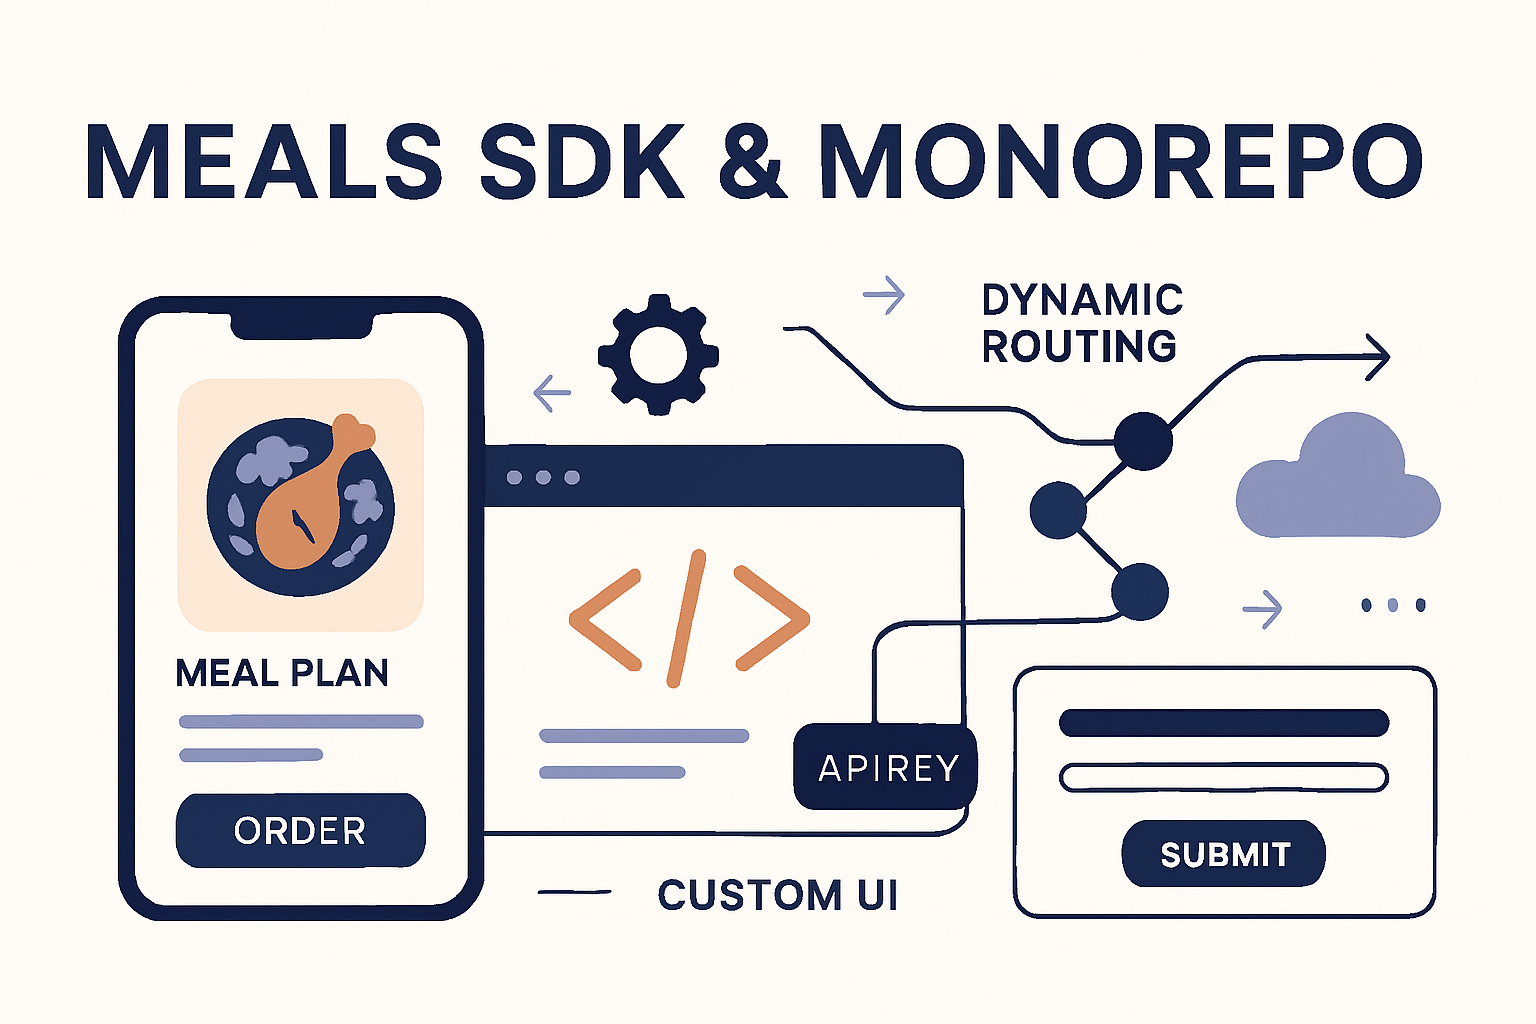 MEALS SDK & MONOREPO
DYNAMIC
ROUTING
MEAL PLAN
ORDER
APIREY
CUSTOM UI
SUBMIT